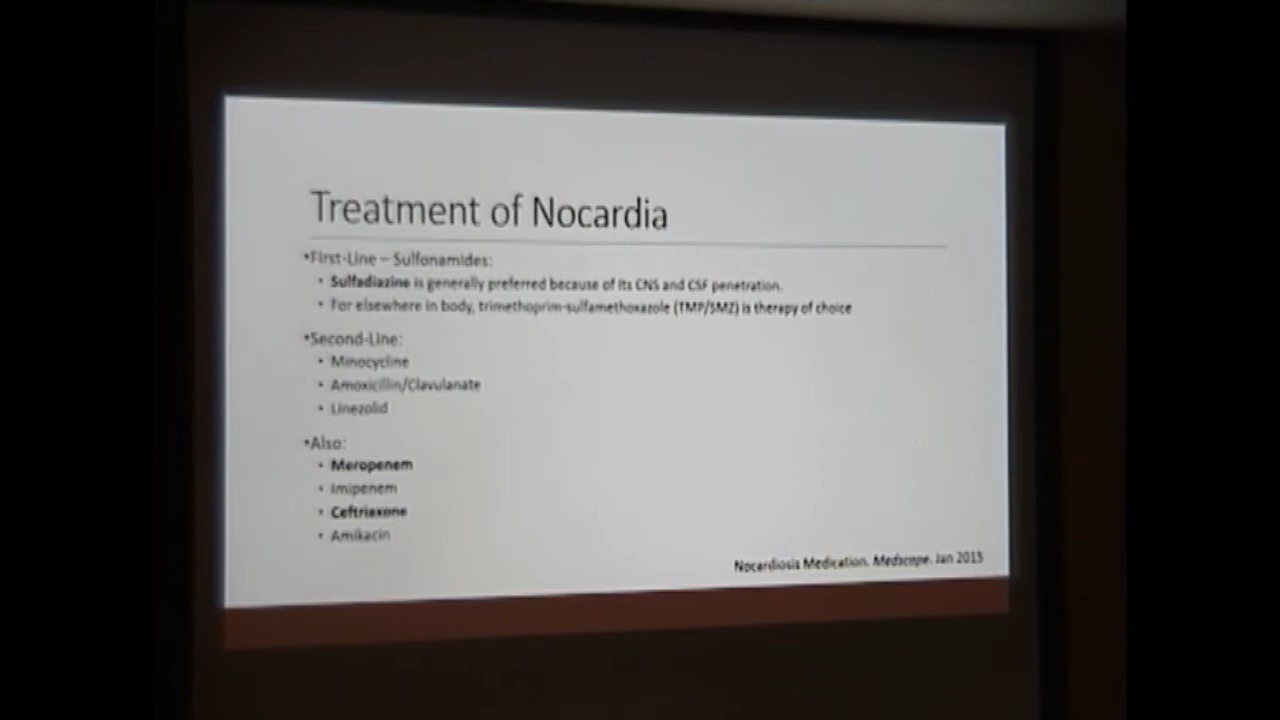 Treatment of Nocardia
•First-Line – Sulfonamides:
• Sulfadiazine is generally preferred because of its CNS and CSF penetration.
• For elsewhere in body, trimethoprim-sulfamethoxazole (TMP/SMZ) is therapy of choice
•Second-Line:
• Minocycline
• Amoxicillin/Clavulanate
• Linezolid
•Also:
• Meropenem
• Imipenem
• Ceftriaxone
• Amikacin
Nocardiosis Medication. Medscape. Jan 2015